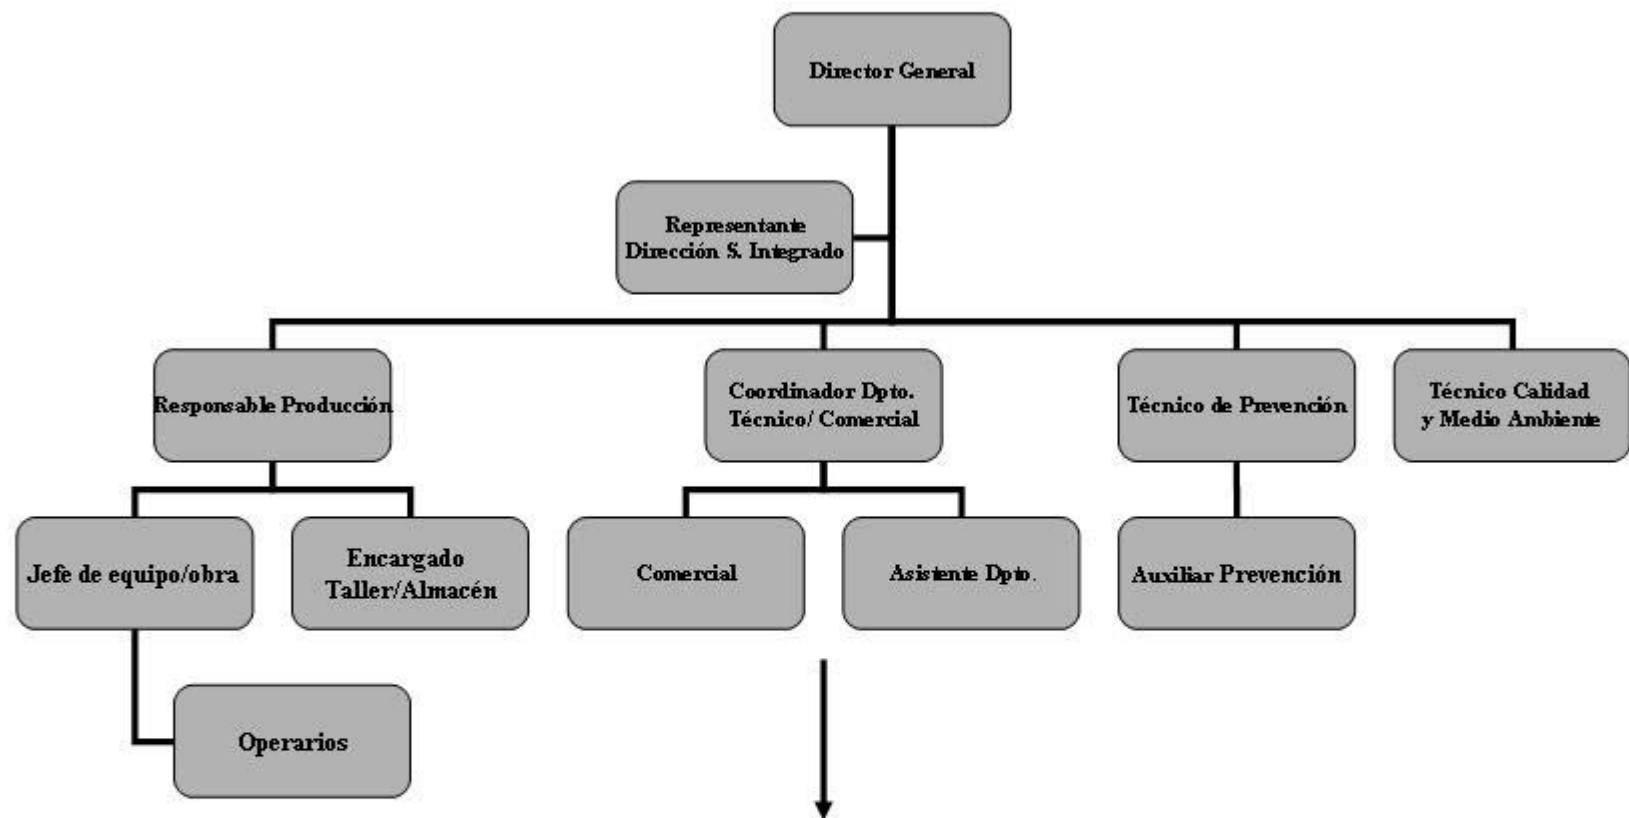 Director General
Representante
Dirección S. Integrado
Responsable Producción
Coordinador Dpto.
Técnico/ Comercial
Técnico de Prevención
Técnico Calidad
y Medio Ambiente
Jefe de equipo/obra
Encargado
Taller/Almacén
Comercial
Asistente Dpto.
Auxiliar Prevención
Operarios